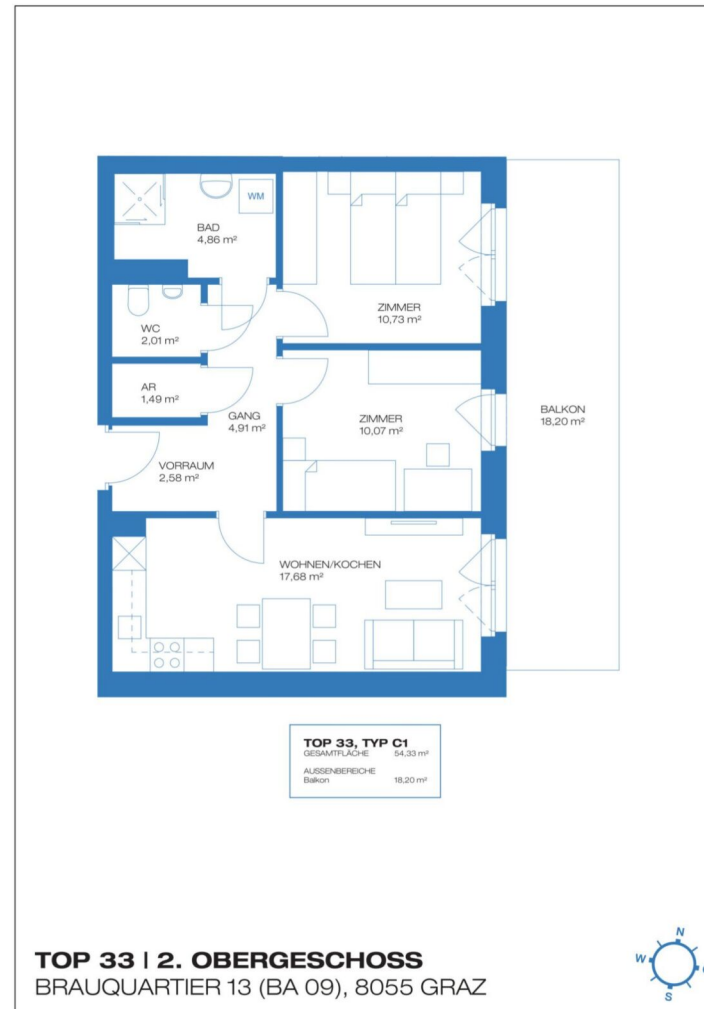 WM
BAD
4,86 m²
ZIMMER
10,73 m²
WC
2,01 m²
AR
1,49 m²
GANG
4,91 m²
ZIMMER
10,07 m²
BALKON
18,20 m²
VORRAUM
2,58 m²
WOHNEN/KOCHEN
17,68 m²
TOP 33, TYP C1
GESAMTFLÄCHE 54,33 m²
AUSSENBEREICHE
Balkon 18,20 m²
TOP 33 | 2. OBERGESCHOSS
BRAUQUARTIER 13 (BA 09), 8055 GRAZ
N
W
S